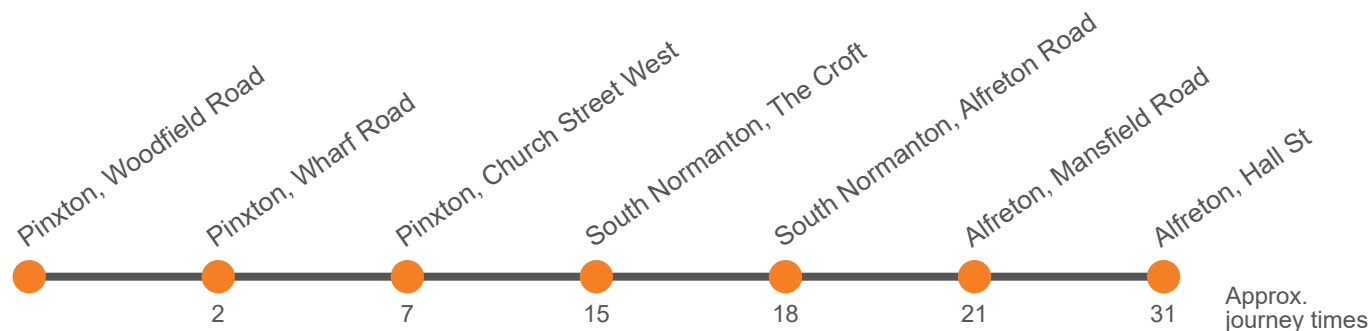 Pinxton, Woodfield Road
Pinxton, Wharf Road
Pinxton, Church Street West
South Normanton, The Croft
South Normanton, Alfreton Road
Alfreton, Mansfield Road
Alfreton, Hall St
2
7
15
18
21
31
Approx.
journey times